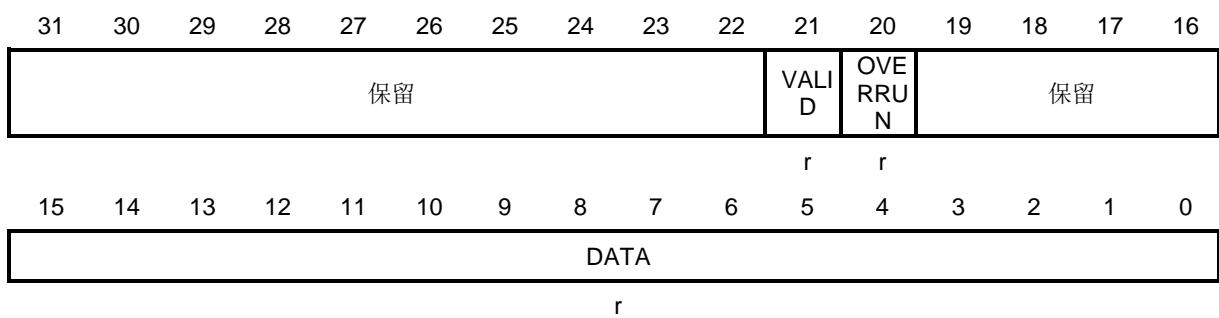 31 30 29 28 27 26 25 24 23 22 21 20 19 18 17 16
保留 VALI D OVE RRU N 保留
r r
15 14 13 12 11 10 9 8 7 6 5 4 3 2 1 0
DATA
r